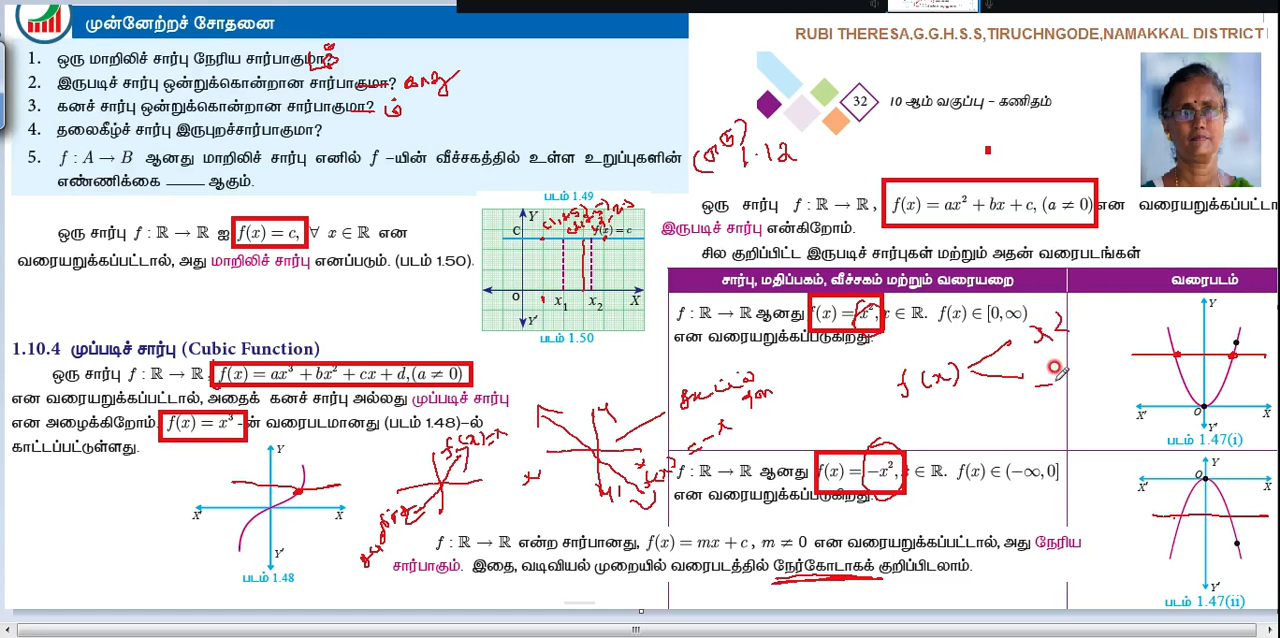 முன்னேற்றச் சோதனை
1. ஒரு மாறிலிச் சார்பு நேரிய சார்பாகுமா?
2. இருபடிச் சார்பு ஒன்றுக்கொன்றான சார்பாகுமா?
3. கனச் சார்பு ஒன்றுக்கொன்றான சார்பாகுமா?
4. தலைகீழ்ச் சார்பு இருபுறச்சார்பாகுமா?
5. f : A → B ஆனது மாறிலிச் சார்பு எனில் f -யின் வீச்சகத்தில் உள்ள உறுப்புகளின்
எண்ணிக்கை _____ ஆகும்.
1.12
ஒரு சார்பு f : ℝ → ℝ ஐ f(x) = c, ∀ x ∈ ℝ என
வரையறுக்கப்பட்டால், அது மாறிலிச் சார்பு எனப்படும். (படம் 1.50).
படம் 1.49
Y
C
f(x) = c
O x₁ x₂ X
Y′
படம் 1.50
1.10.4 முப்படிச் சார்பு (Cubic Function)
ஒரு சார்பு f : ℝ → ℝ, f(x) = ax³ + bx² + cx + d, (a ≠ 0)
என வரையறுக்கப்பட்டால், அதைக் கனச் சார்பு அல்லது முப்படிச் சார்பு
என அழைக்கிறோம். f(x) = x³ -ன் வரைபடமானது (படம் 1.48)-ல்
காட்டப்பட்டுள்ளது.
Y
X′ X
Y′
படம் 1.48
f(x)=x
f(x) = -x
f : ℝ → ℝ என்ற சார்பானது, f(x) = mx + c , m ≠ 0 என வரையறுக்கப்பட்டால், அது நேரிய
சார்பாகும். இதை, வடிவியல் முறையில் வரைபடத்தில் நேர்கோடாகக் குறிப்பிடலாம்.
RUBI THERESA,G.G.H.S.S,TIRUCHNGODE,NAMAKKAL DISTRICT
32 10 ஆம் வகுப்பு - கணிதம்
ஒரு சார்பு f : ℝ → ℝ, f(x) = ax² + bx + c, (a ≠ 0) என வரையறுக்கப்பட்டா
இருபடிச் சார்பு என்கிறோம்.
சில குறிப்பிட்ட இருபடிச் சார்புகள் மற்றும் அதன் வரைபடங்கள்
சார்பு, மதிப்பகம், வீச்சகம் மற்றும் வரையறை வரைபடம்
f : ℝ → ℝ ஆனது f(x) = x², x ∈ ℝ. f(x) ∈ [0, ∞)
என வரையறுக்கப்படுகிறது.
f(x) x²
Y
X′ O X
Y′
படம் 1.47(i)
f : ℝ → ℝ ஆனது f(x) = −x², x ∈ ℝ. f(x) ∈ (−∞, 0]
என வரையறுக்கப்படுகிறது.
Y
X′ O X
Y′
படம் 1.47(ii)